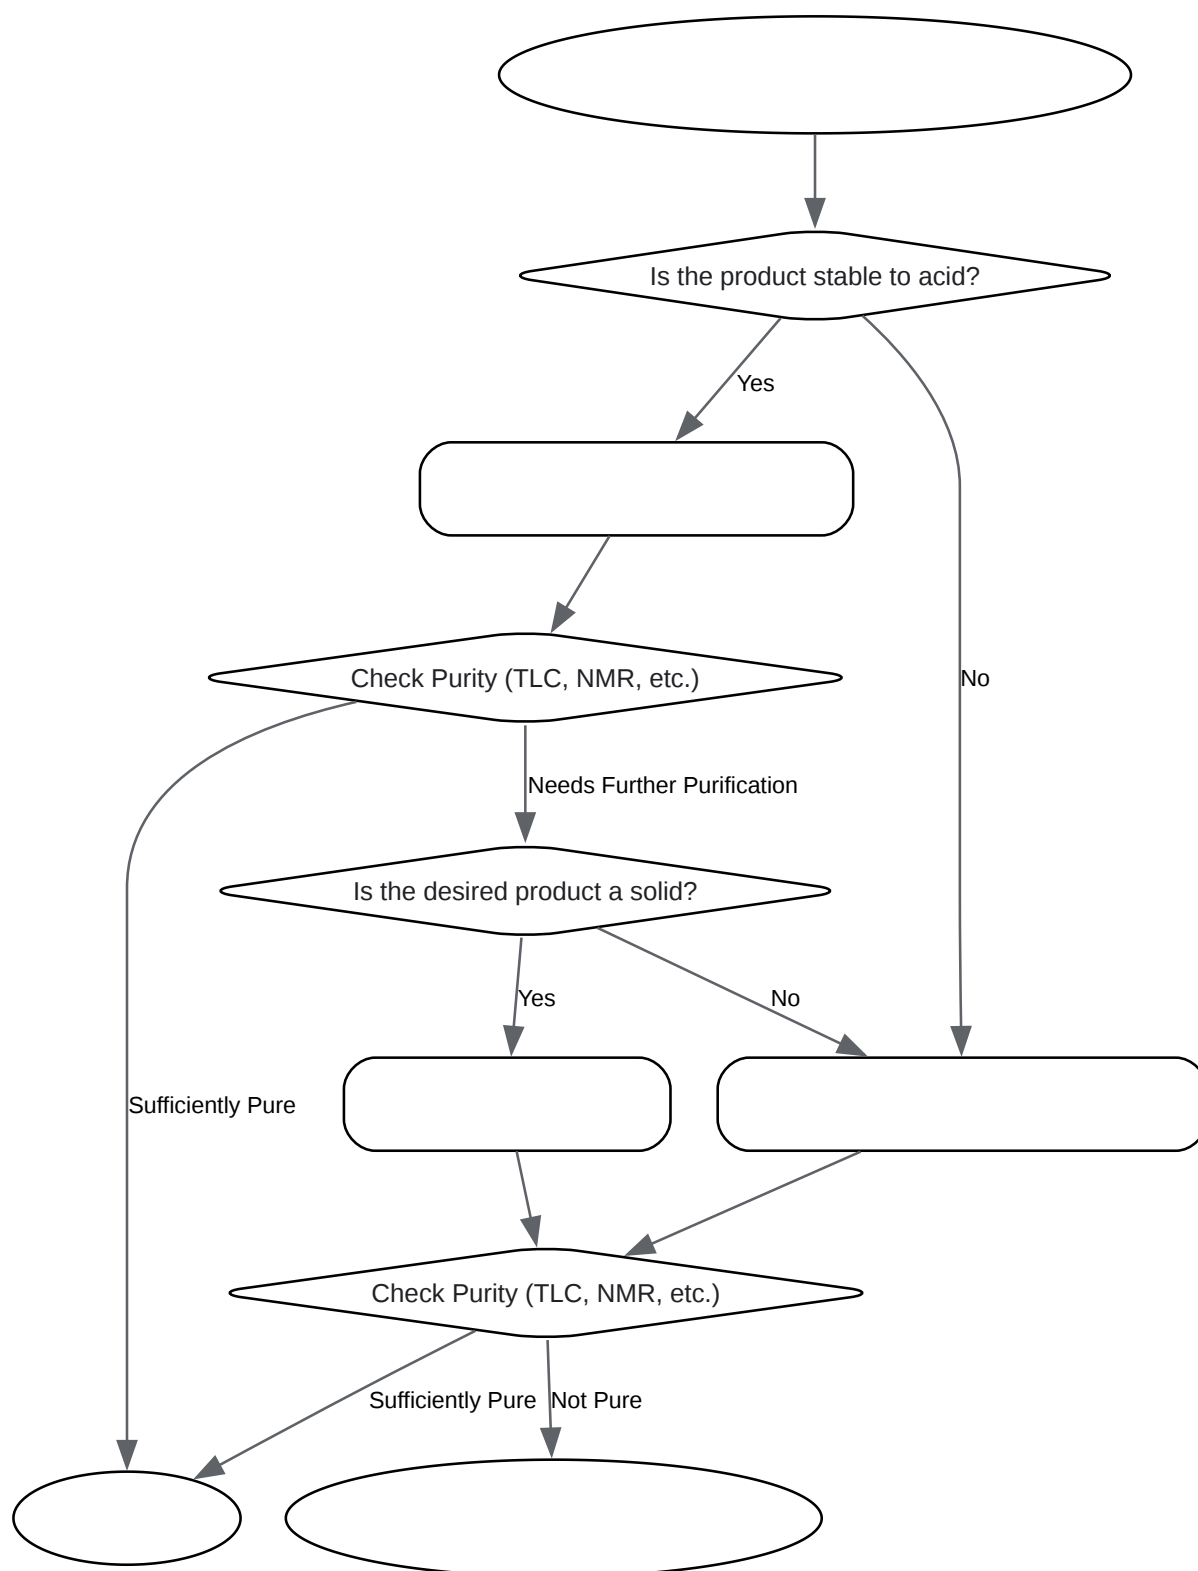 Is the product stable to acid?
Yes
Check Purity (TLC, NMR, etc.)
No
Needs Further Purification
Is the desired product a solid?
Yes
No
Sufficiently Pure
Check Purity (TLC, NMR, etc.)
Sufficiently Pure
Not Pure